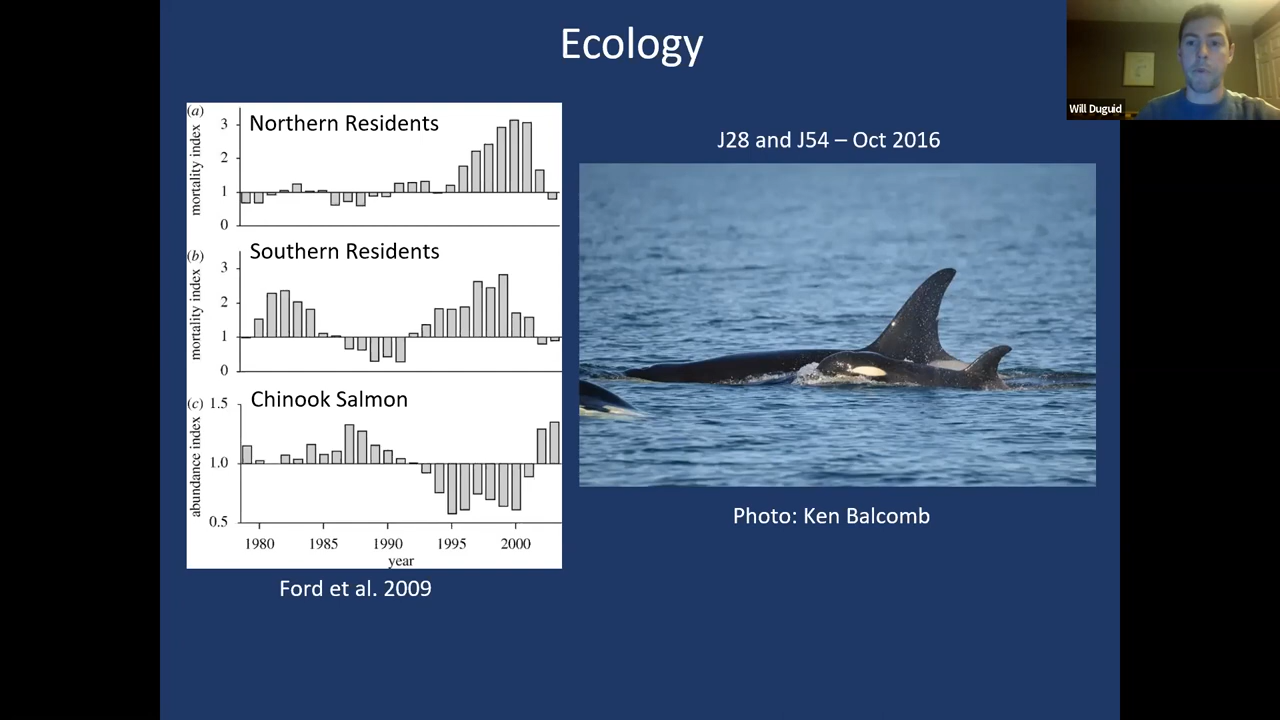 Ecology
Will Duguid
(a)
Northern Residents
mortality index
3
2
1
0
(b)
Southern Residents
mortality index
3
2
1
0
(c)
Chinook Salmon
abundance index
1.5
1.0
0.5
1980 1985 1990 1995 2000
year
Ford et al. 2009
J28 and J54 – Oct 2016
Photo: Ken Balcomb